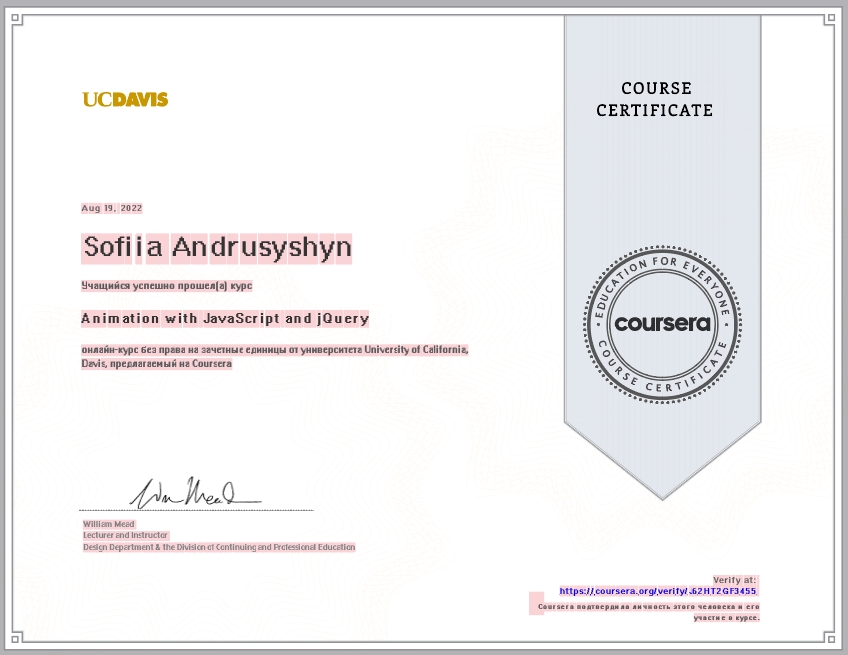 UCDAVIS
COURSE
CERTIFICATE
Aug 19, 2022
Sofiia Andrusyshyn
Учащийся успешно прошел(а) курс
Animation with JavaScript and jQuery
онлайн-курс без права на зачетные единицы от университета University of California,
Davis, предлагаемый на Coursera
EDUCATION FOR EVERYONE
coursera
COURSE CERTIFICATE
William Mead
Lecturer and Instructor
Design Department & the Division of Continuing and Professional Education
Verify at:
https://coursera.org/verify/J62HT2GF3455
Coursera подтвердила личность этого человека и его
участие в курсе.